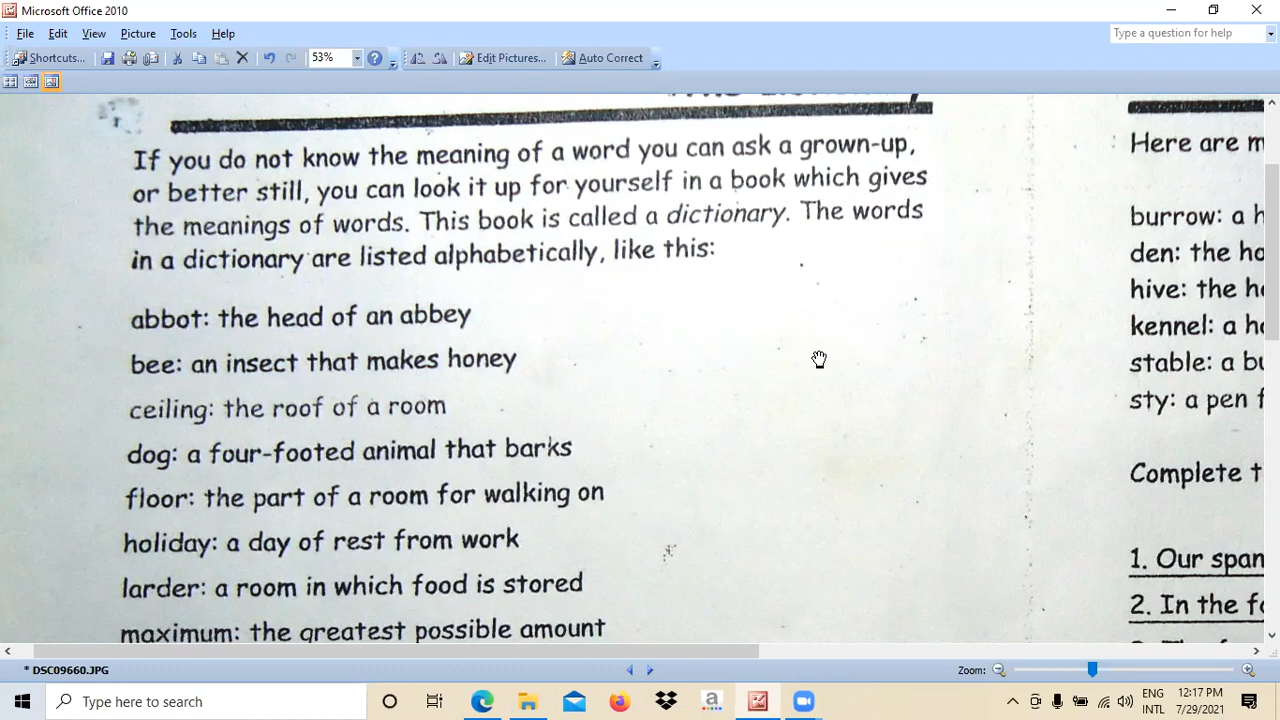 Microsoft Office 2010
File Edit View Picture Tools Help
Type a question for help
Shortcuts... 53% Edit Pictures... Auto Correct
If you do not know the meaning of a word you can ask a grown-up,
or better still, you can look it up for yourself in a book which gives
the meanings of words. This book is called a dictionary. The words
in a dictionary are listed alphabetically, like this:
abbot: the head of an abbey
bee: an insect that makes honey
ceiling: the roof of a room
dog: a four-footed animal that barks
floor: the part of a room for walking on
holiday: a day of rest from work
larder: a room in which food is stored
maximum: the greatest possible amount
Here are m
burrow: a h
den: the ho
hive: the h
kennel: a h
stable: a bu
sty: a pen f
Complete t
1. Our span
2. In the fo
* DSC09660.JPG
Zoom:
Type here to search
a
ENG
INTL
12:17 PM
7/29/2021